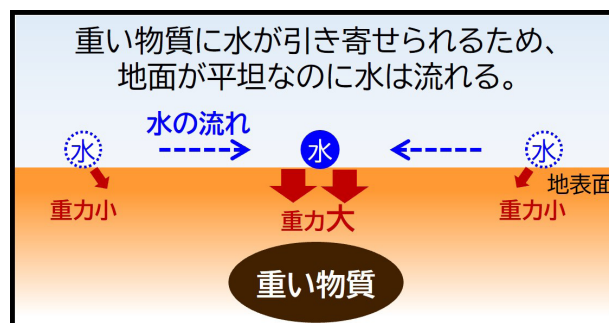 重い物質に水が引き寄せられるため、
地面が平坦なのに水は流れる。
水の流れ
水
水
水
地表面
重力小
重力大
重力小
重い物質